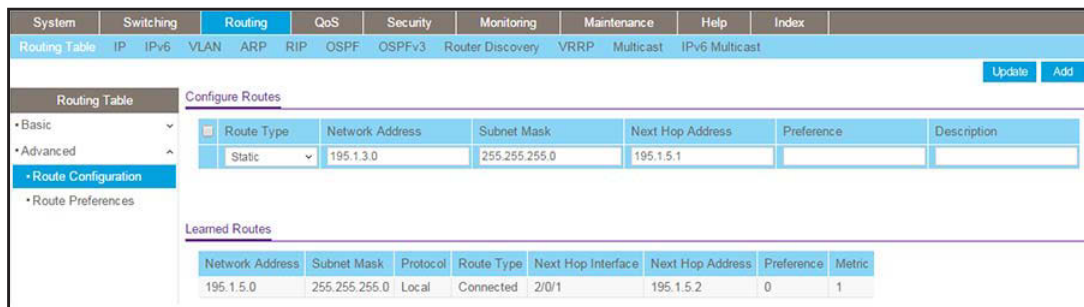 System Switching Routing QoS Security Monitoring Maintenance Help Index
Routing Table IP IPv6 VLAN ARP RIP OSPF OSPFv3 Router Discovery VRRP Multicast IPv6 Multicast
Update Add
Routing Table
•Basic
•Advanced
•Route Configuration
•Route Preferences
Configure Routes
Route Type Network Address Subnet Mask Next Hop Address Preference Description
Static 195.1.3.0 255.255.255.0 195.1.5.1
Learned Routes
Network Address Subnet Mask Protocol Route Type Next Hop Interface Next Hop Address Preference Metric
195.1.5.0 255.255.255.0 Local Connected 2/0/1 195.1.5.2 0 1